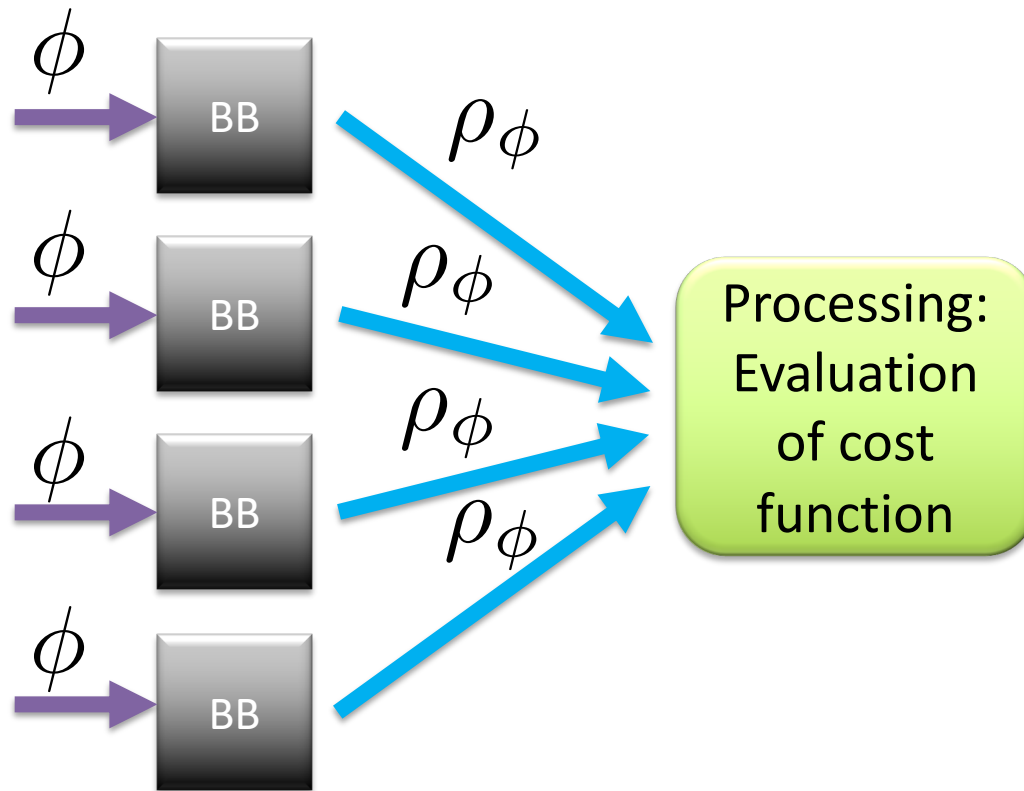 ϕ
BB
ρϕ
ϕ
BB
ρϕ
Processing:
Evaluation
of cost
function
ϕ
BB
ρϕ
ϕ
BB
ρϕ